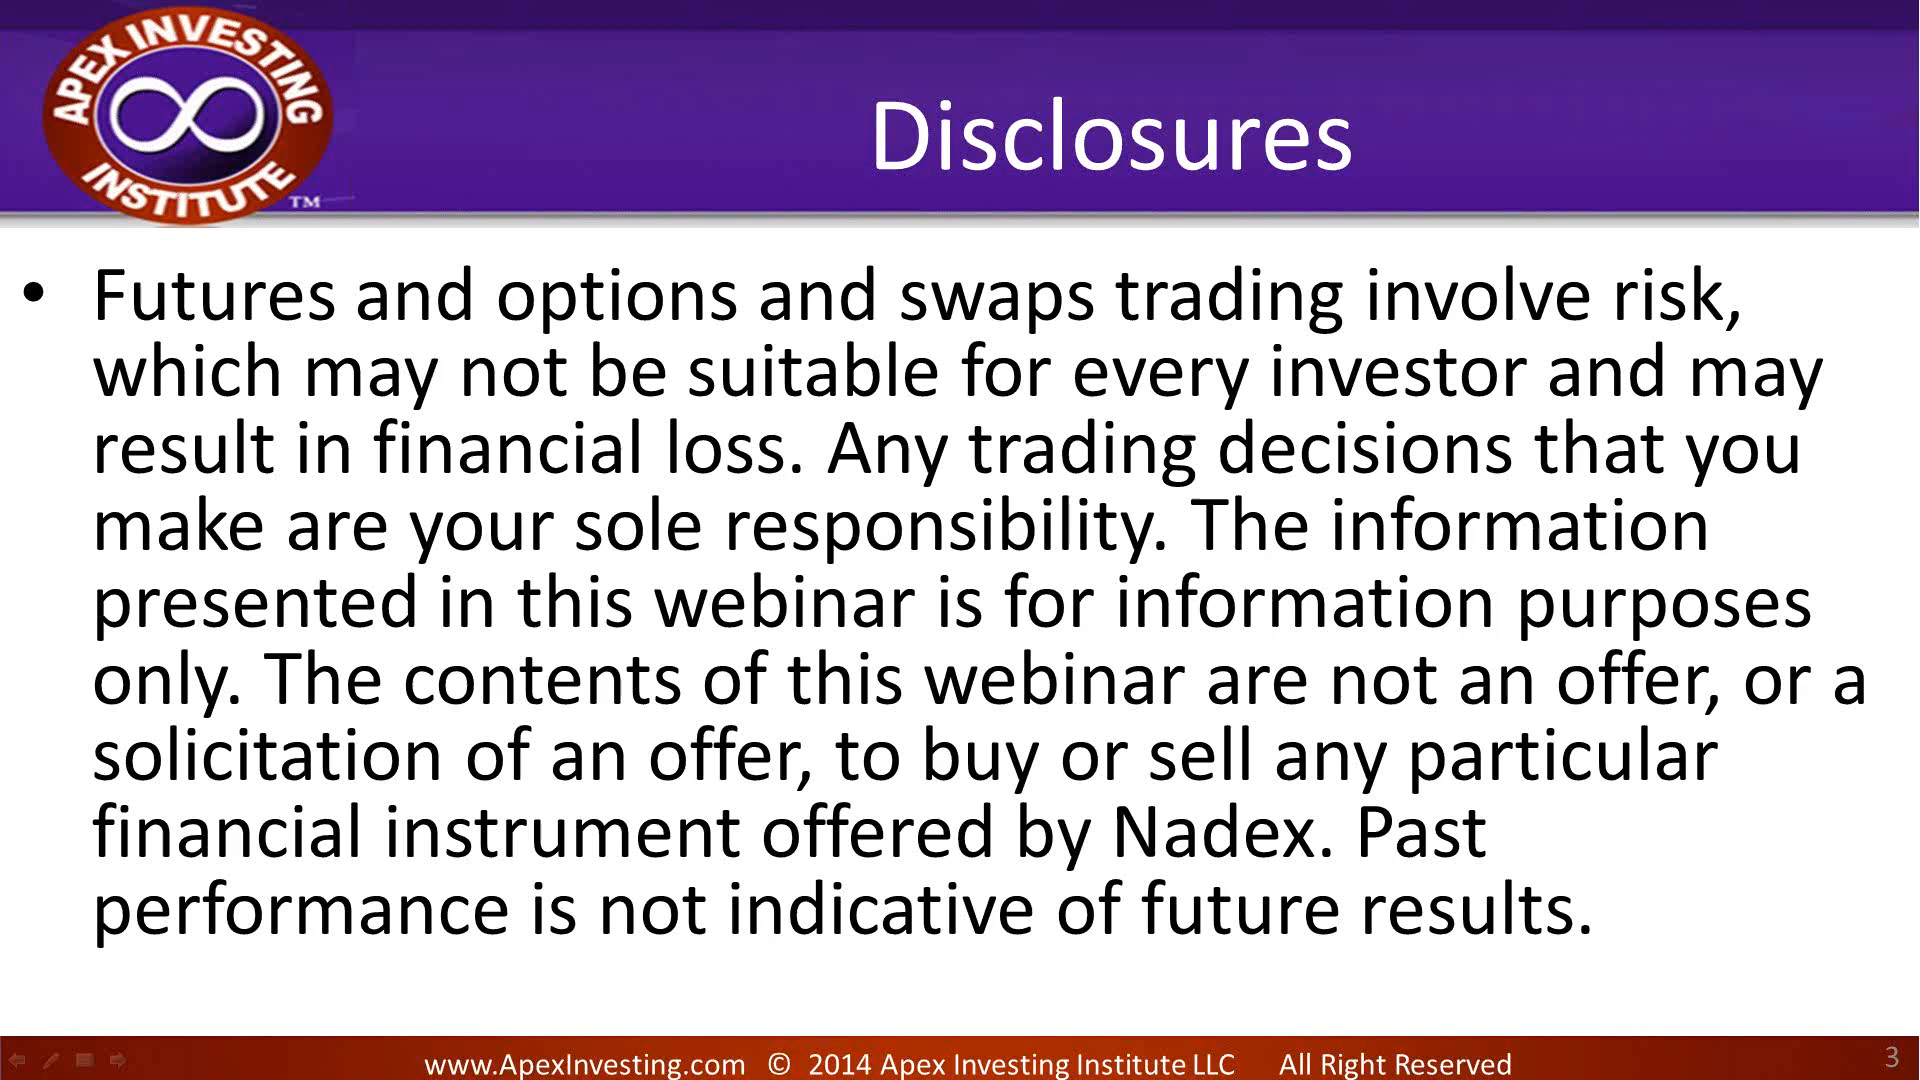 APEX INVESTING
INSTITUTE
TM
Disclosures
• Futures and options and swaps trading involve risk,
which may not be suitable for every investor and may
result in financial loss. Any trading decisions that you
make are your sole responsibility. The information
presented in this webinar is for information purposes
only. The contents of this webinar are not an offer, or a
solicitation of an offer, to buy or sell any particular
financial instrument offered by Nadex. Past
performance is not indicative of future results.
www.ApexInvesting.com © 2014 Apex Investing Institute LLC All Right Reserved
3